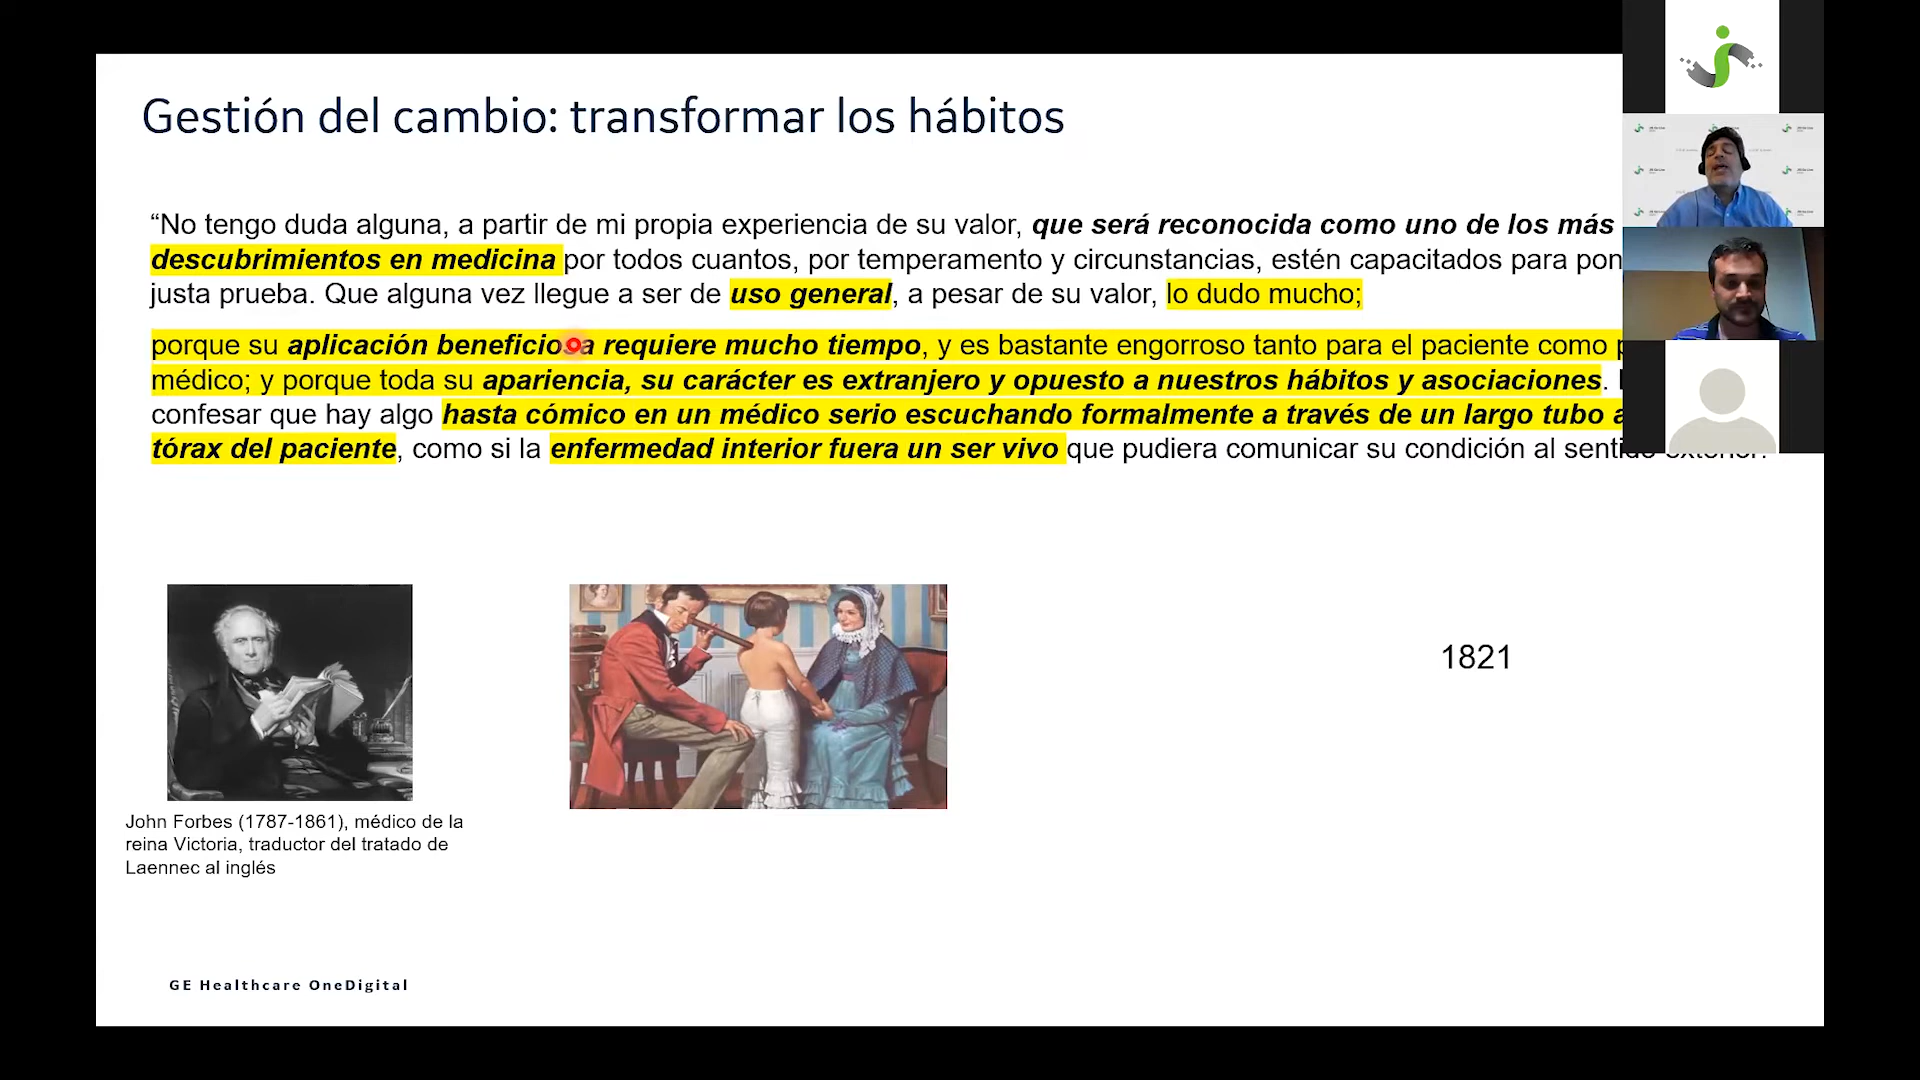 Gestión del cambio: transformar los hábitos
“No tengo duda alguna, a partir de mi propia experiencia de su valor, que será reconocida como uno de los más
descubrimientos en medicina por todos cuantos, por temperamento y circunstancias, estén capacitados para pon
justa prueba. Que alguna vez llegue a ser de uso general, a pesar de su valor, lo dudo mucho;
porque su aplicación beneficiosa requiere mucho tiempo, y es bastante engorroso tanto para el paciente como
médico; y porque toda su apariencia, su carácter es extranjero y opuesto a nuestros hábitos y asociaciones.
confesar que hay algo hasta cómico en un médico serio escuchando formalmente a través de un largo tubo
tórax del paciente, como si la enfermedad interior fuera un ser vivo que pudiera comunicar su condición al sentido exterior.
1821
John Forbes (1787-1861), médico de la
reina Victoria, traductor del tratado de
Laennec al inglés
GE Healthcare OneDigital